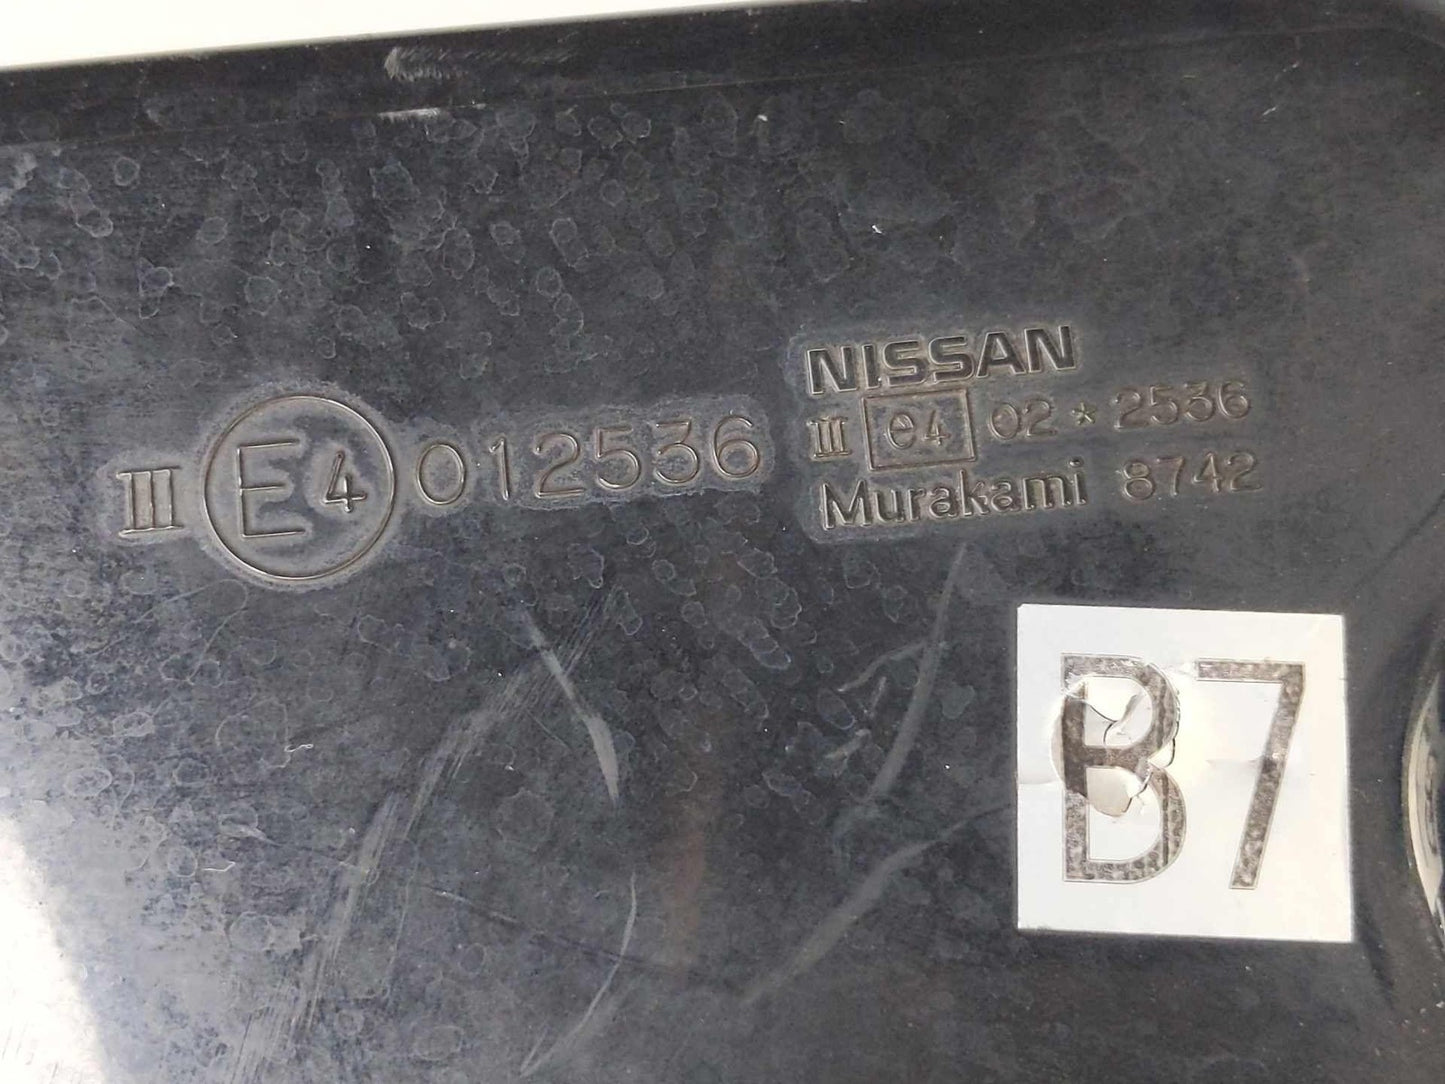 III E4 012536
NISSAN
III e4 02 * 2536
Murakami 8742
B7